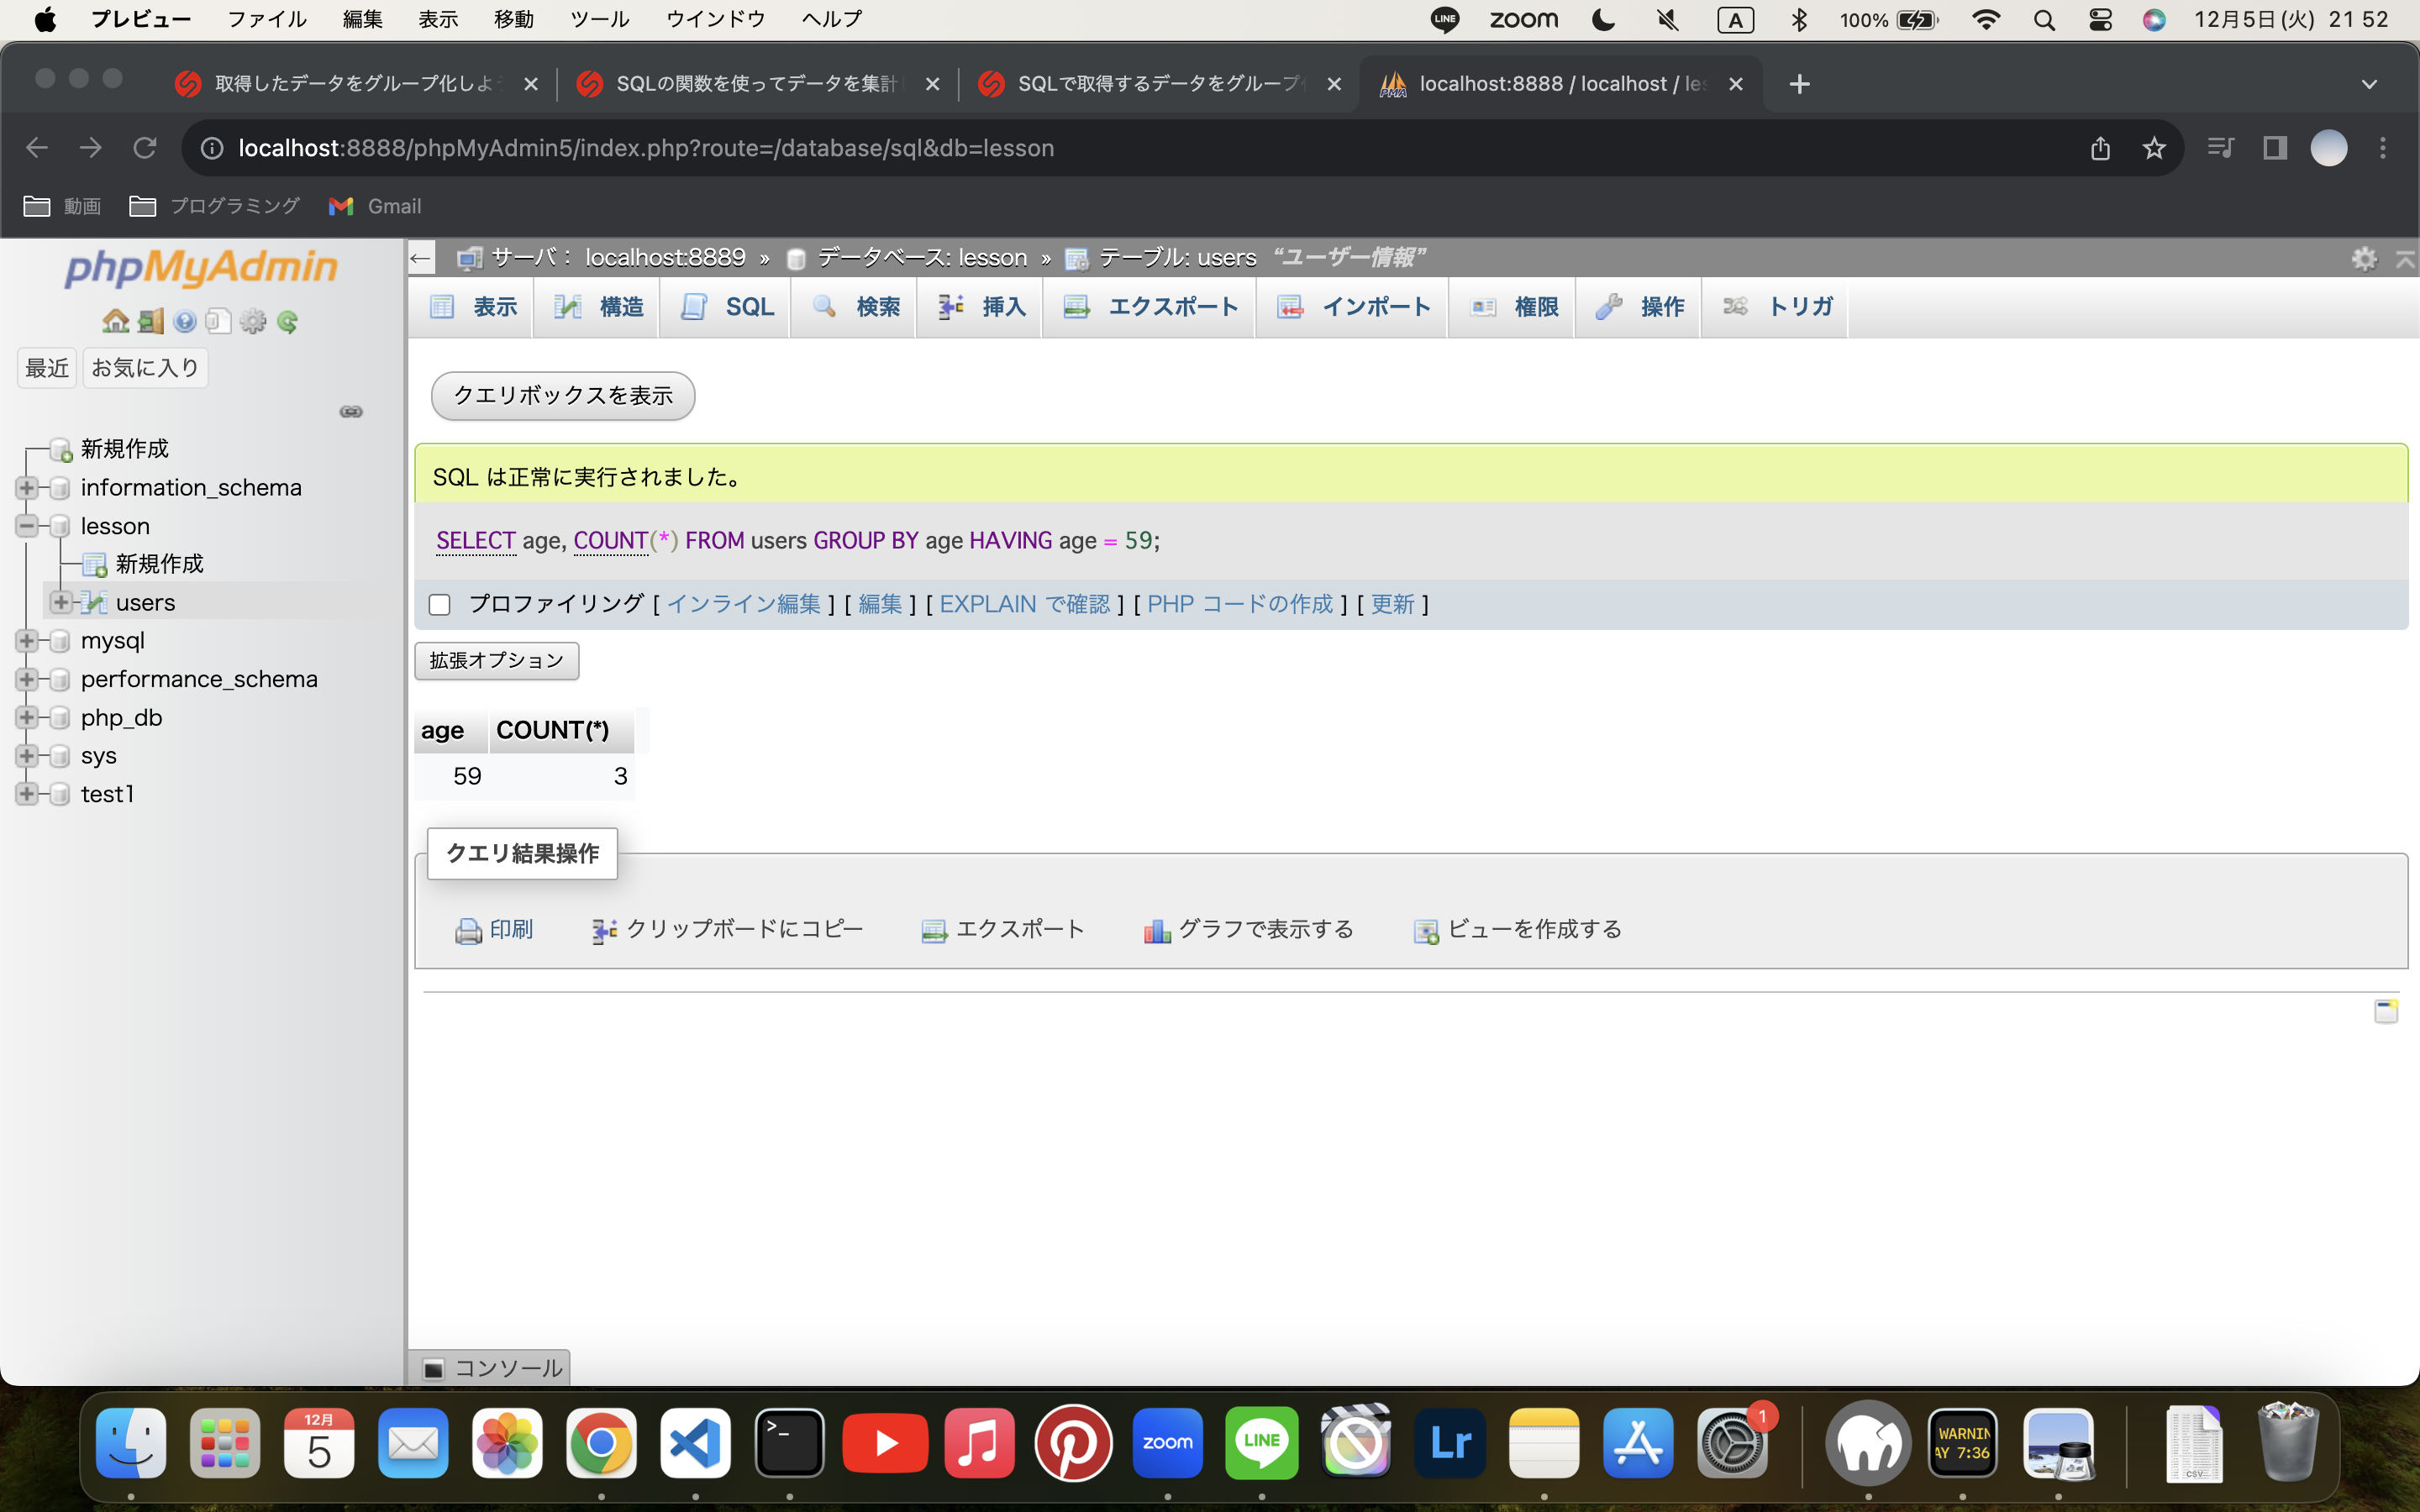 プレビュー ファイル 編集 表示 移動 ツール ウインドウ ヘルプ LINE zoom A 100% 12月5日(火) 21 52
取得したデータをグループ化しよう SQLの関数を使ってデータを集計 SQLで取得するデータをグループ localhost:8888 / localhost / les
localhost:8888/phpMyAdmin5/index.php?route=/database/sql&db=lesson
動画 プログラミング Gmail
phpMyAdmin
最近 お気に入り
新規作成
information_schema
lesson
新規作成
users
mysql
performance_schema
php_db
sys
test1
サーバ： localhost:8889 » データベース: lesson » テーブル: users “ユーザー情報”
表示 構造 SQL 検索 挿入 エクスポート インポート 権限 操作 トリガ
クエリボックスを表示
SQL は正常に実行されました。
SELECT age, COUNT(*) FROM users GROUP BY age HAVING age = 59;
プロファイリング [ インライン編集 ] [ 編集 ] [ EXPLAIN で確認 ] [ PHP コードの作成 ] [ 更新 ]
拡張オプション
age COUNT(*)
59 3
クエリ結果操作
印刷 クリップボードにコピー エクスポート グラフで表示する ビューを作成する
コンソール
12月
5
zoom
LINE
Lr
1
WARNIN
AY 7:36
CSV